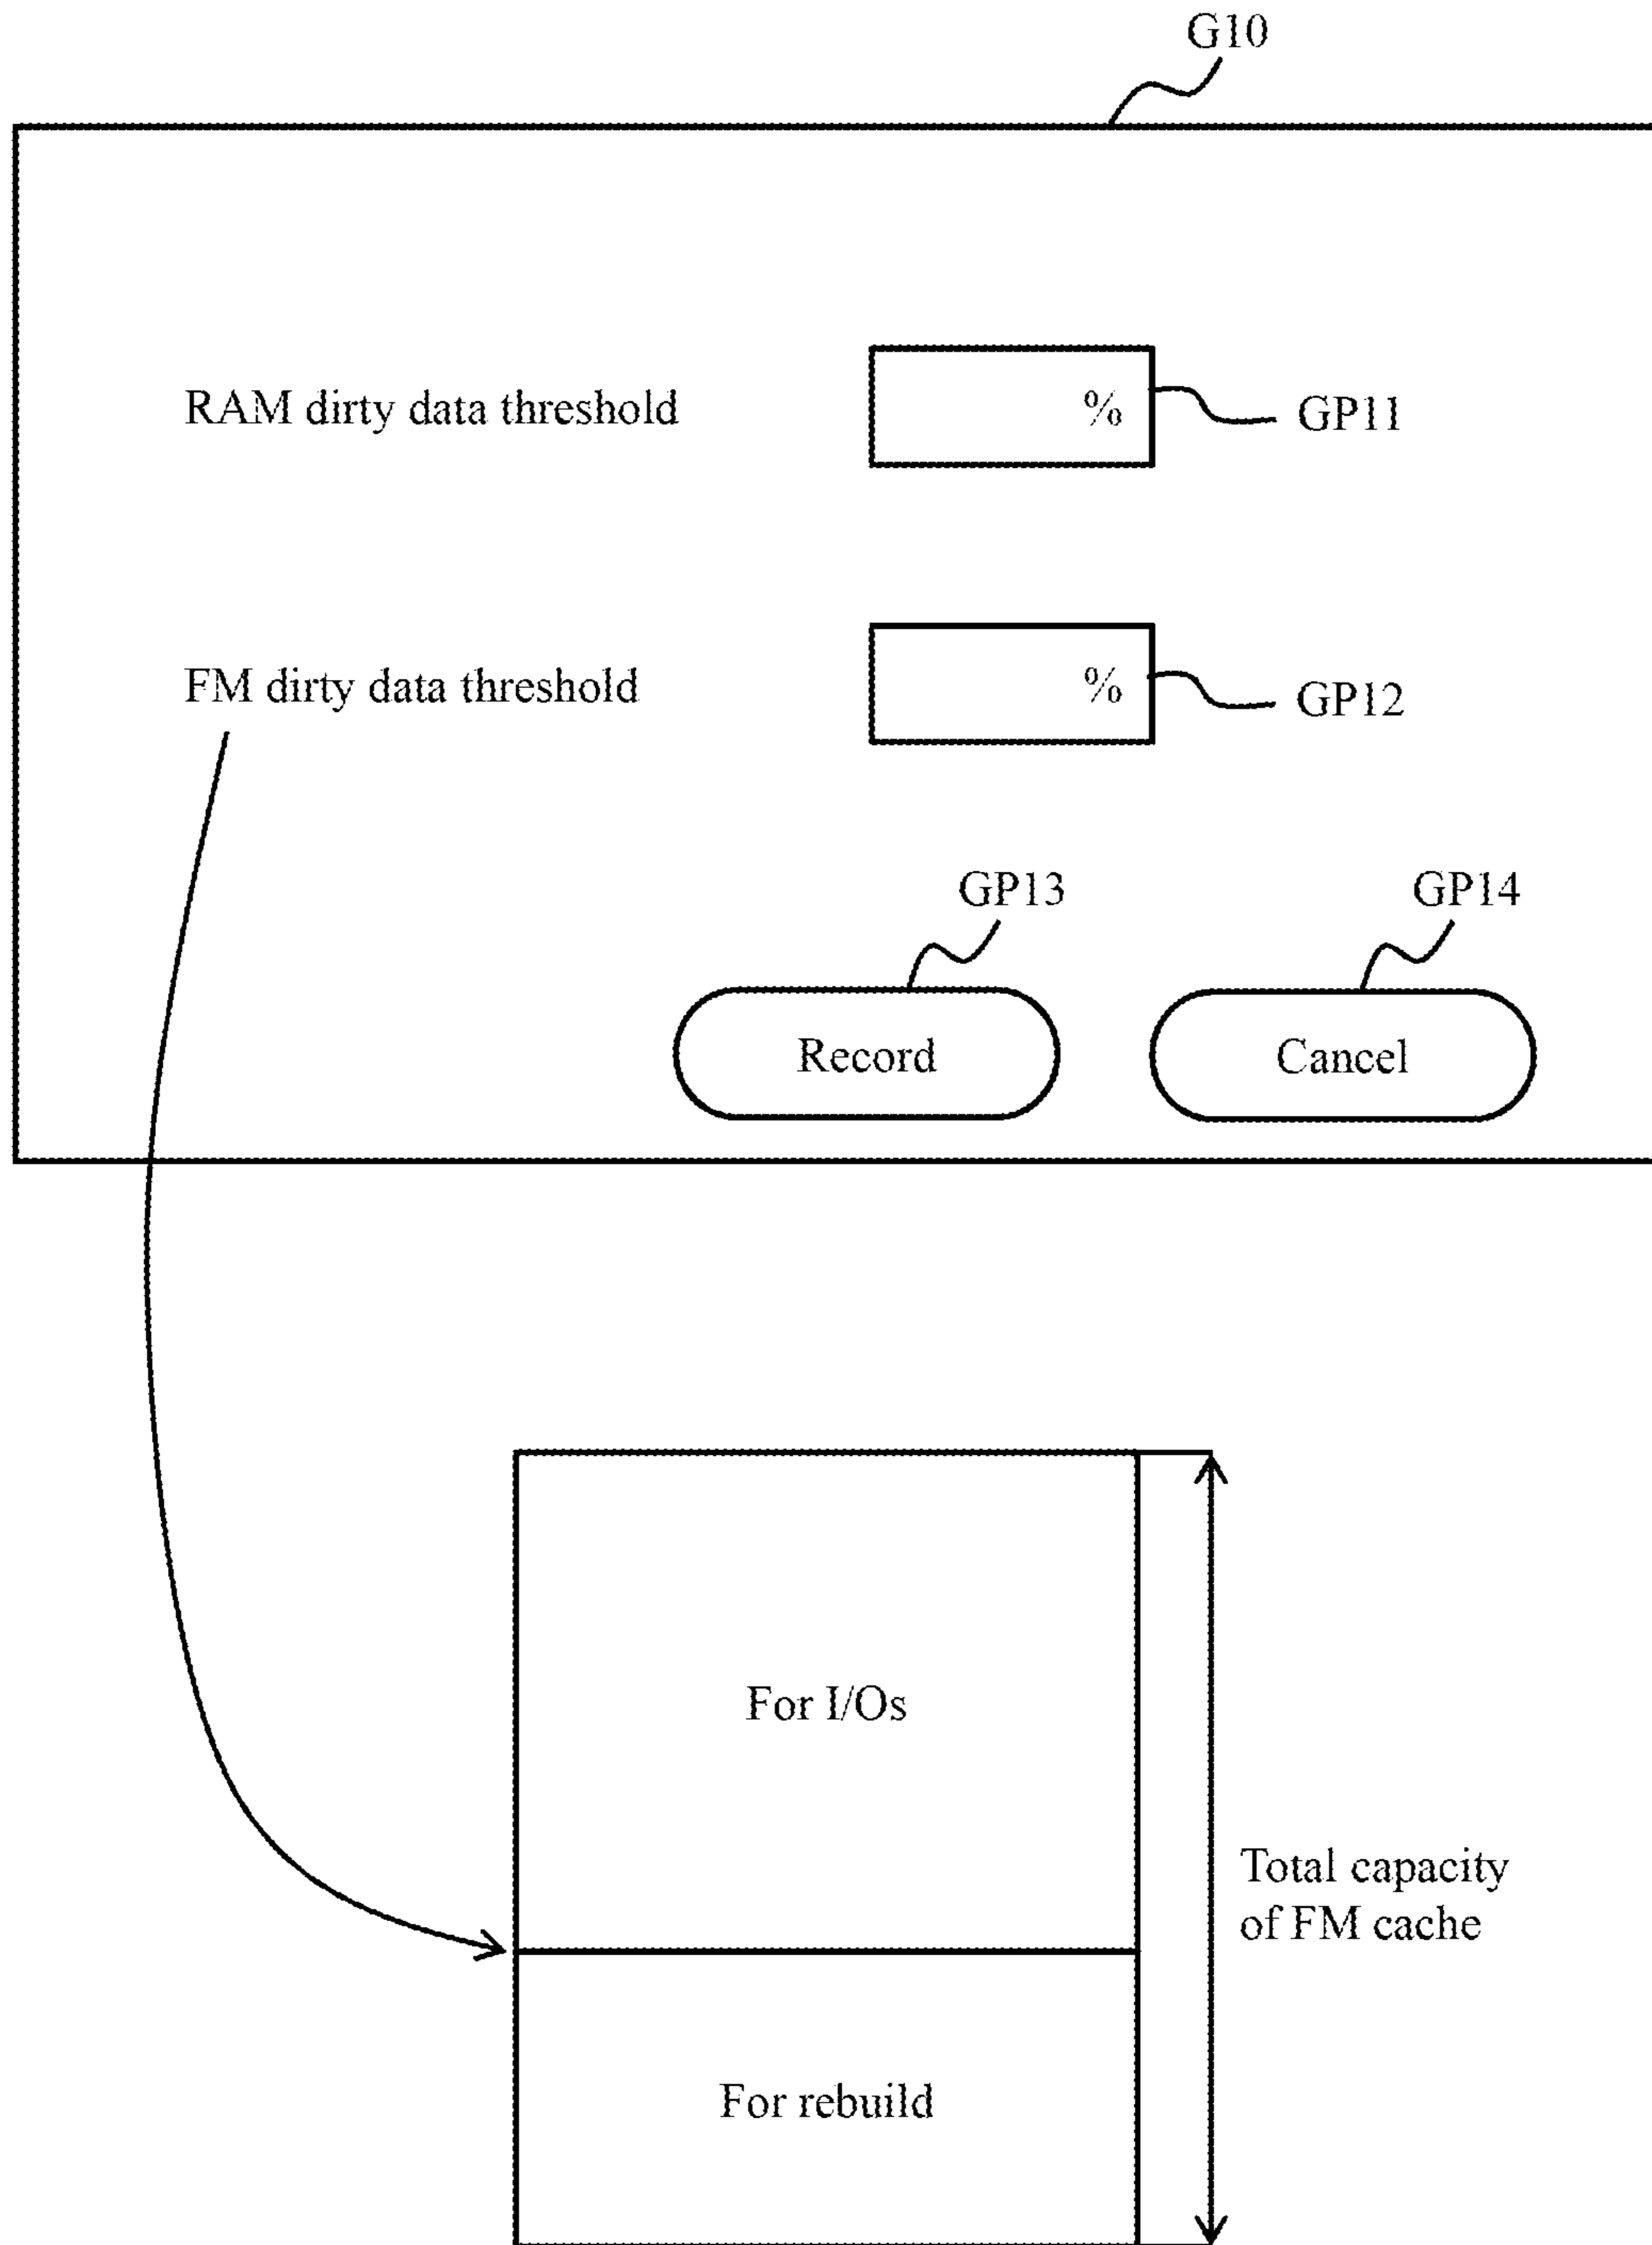 G10
RAM dirty data threshold
%
GP11
FM dirty data threshold
%
GP12
GP13
GP14
Record
Cancel
For I/Os
Total capacity
of FM cache
For rebuild